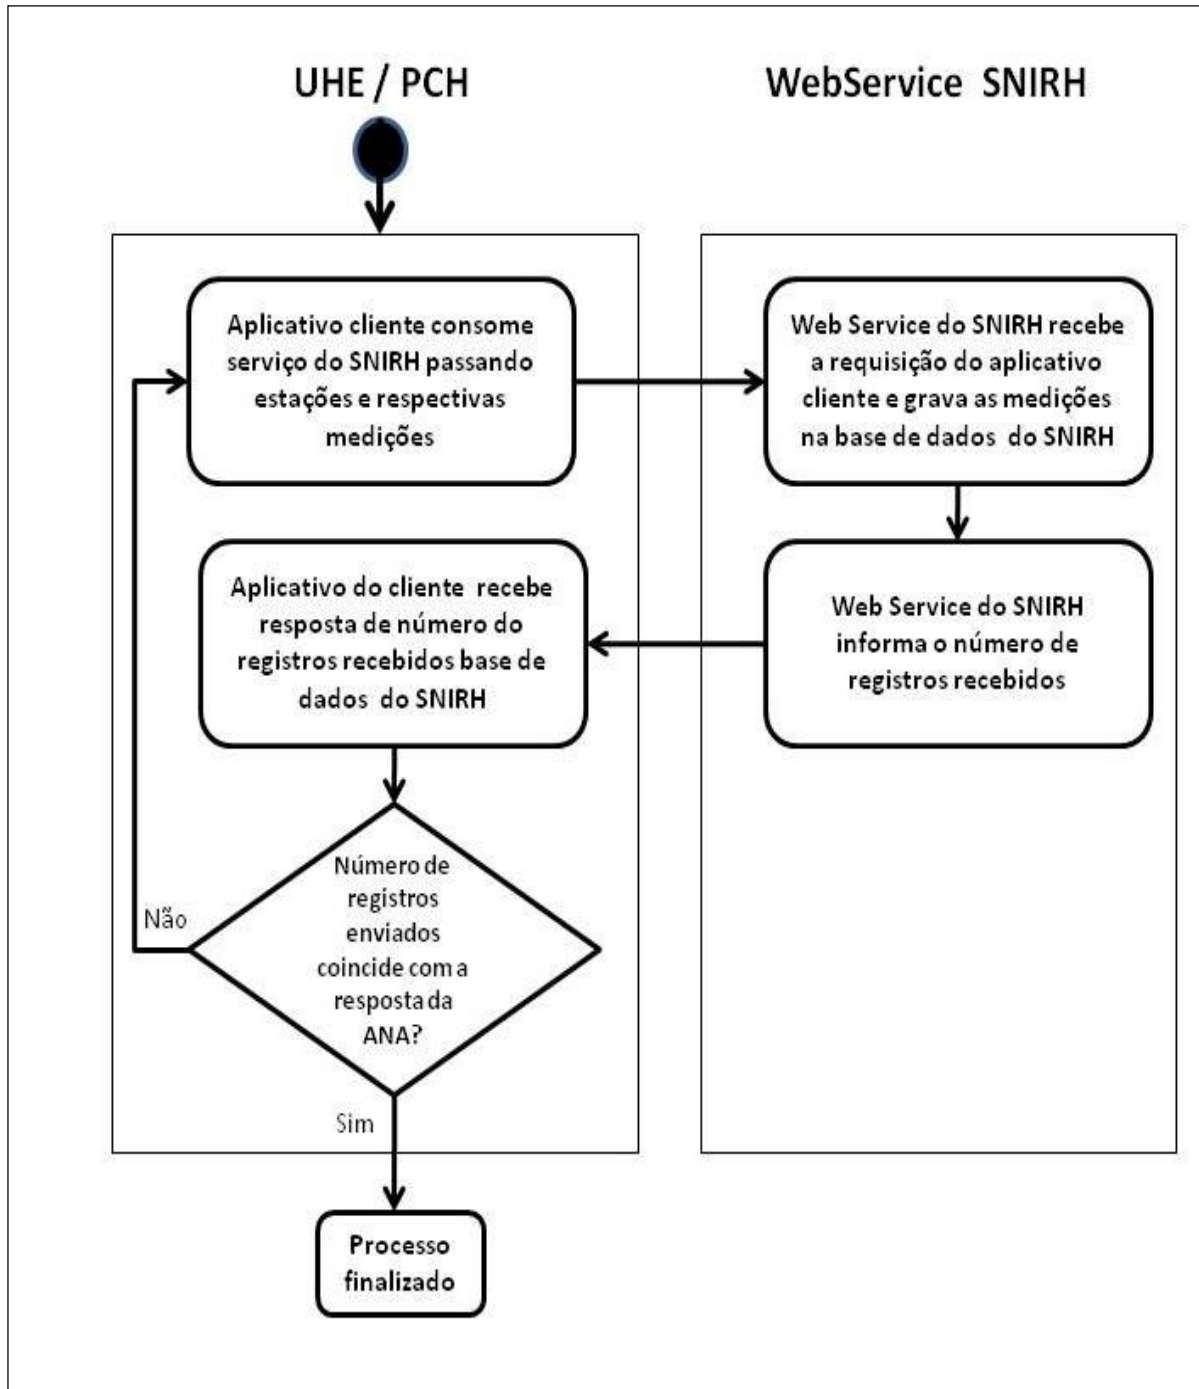 UHE / PCH
WebService SNIRH
Aplicativo cliente consome
serviço do SNIRH passando
estações e respectivas
medições
Web Service do SNIRH recebe
a requisição do aplicativo
cliente e grava as medições
na base de dados do SNIRH
Web Service do SNIRH
informa o número de
registros recebidos
Aplicativo do cliente recebe
resposta de número do
registros recebidos base de
dados do SNIRH
Número de
registros
enviados
coincide com a
resposta da
ANA?
Não
Sim
Processo
finalizado